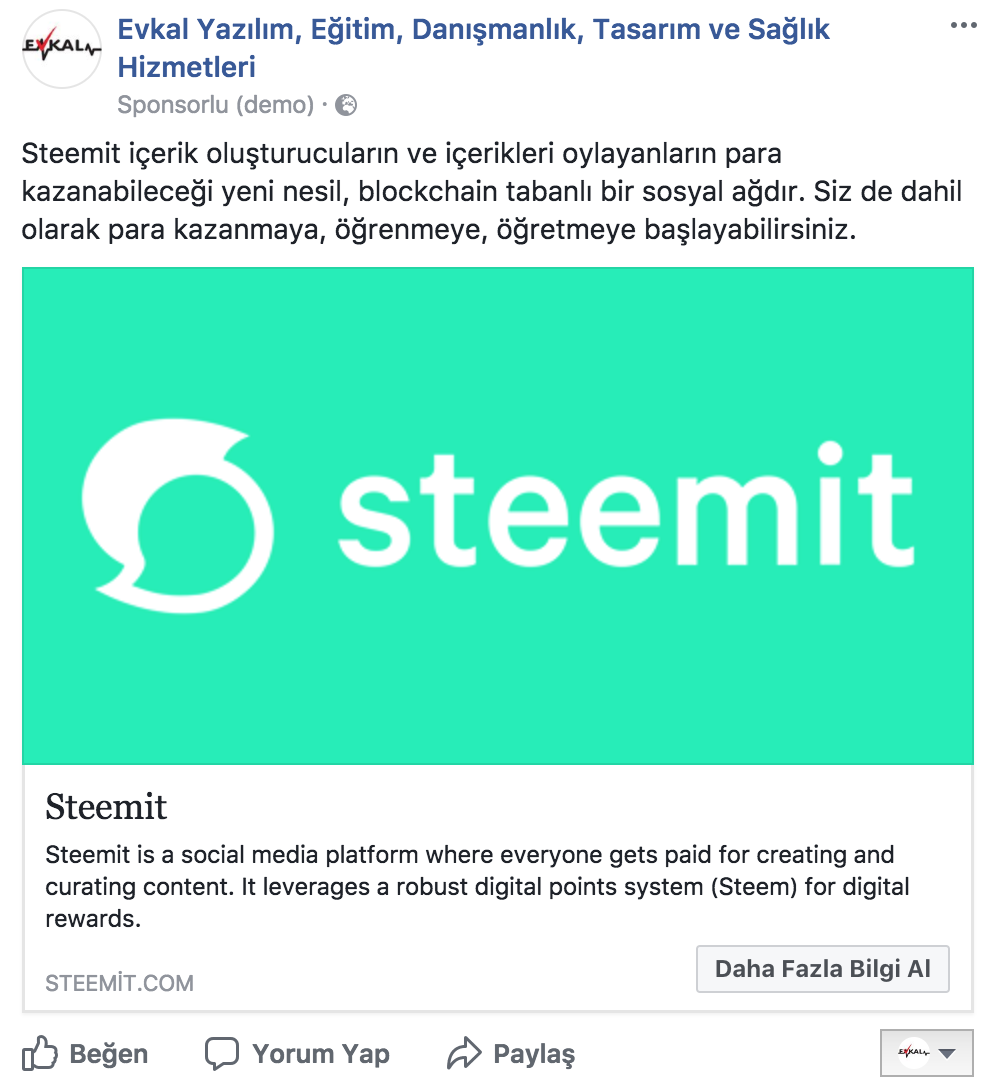 EVKAL
Evkal Yazılım, Eğitim, Danışmanlık, Tasarım ve Sağlık
Hizmetleri
Sponsorlu (demo) ·
Steemit içerik oluşturucuların ve içerikleri oylayanların para
kazanabileceği yeni nesil, blockchain tabanlı bir sosyal ağdır. Siz de dahil
olarak para kazanmaya, öğrenmeye, öğretmeye başlayabilirsiniz.
steemit
Steemit
Steemit is a social media platform where everyone gets paid for creating and
curating content. It leverages a robust digital points system (Steem) for digital
rewards.
STEEMİT.COM
Daha Fazla Bilgi Al
Beğen Yorum Yap Paylaş
EVKAL